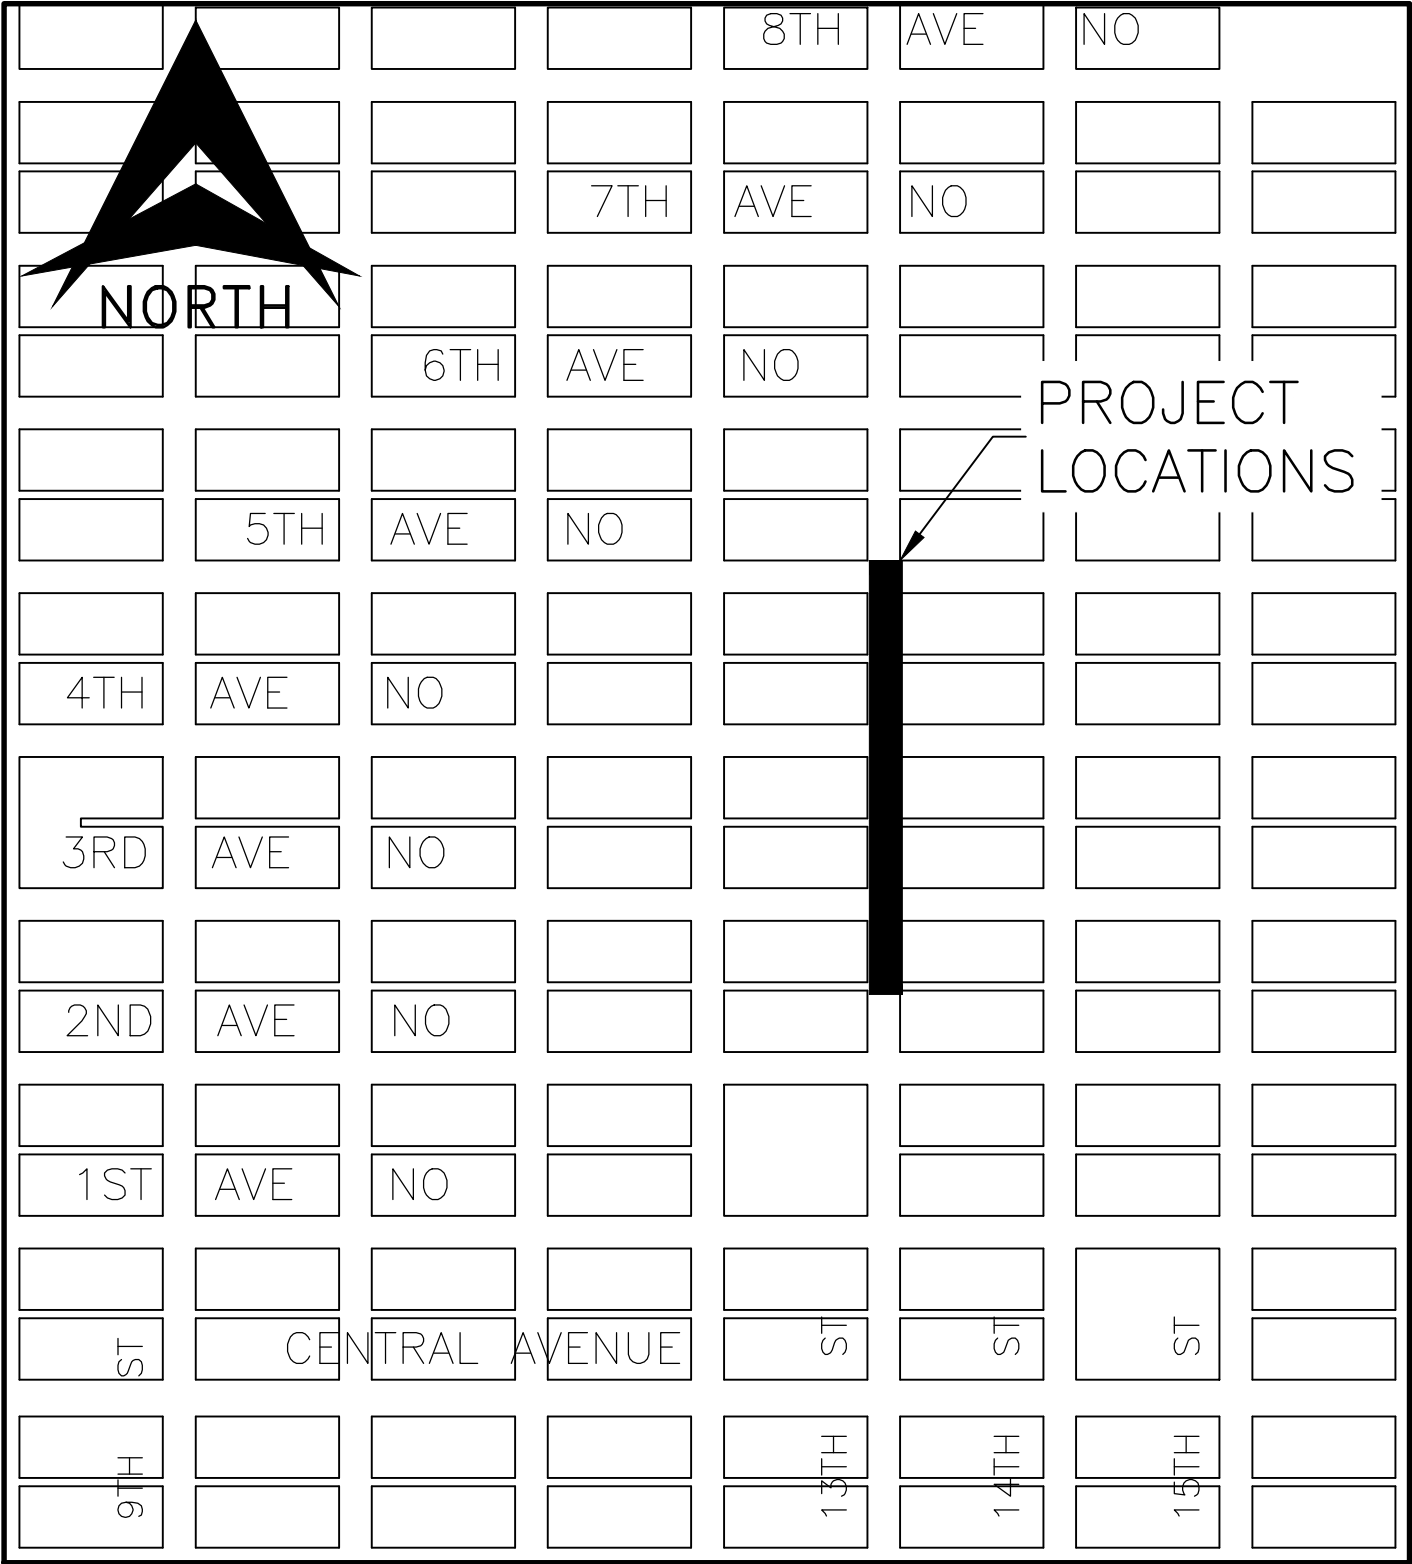 8TH AVE NO
7TH AVE NO
NORTH
6TH AVE NO
PROJECT
LOCATIONS
5TH AVE NO
4TH AVE NO
3RD AVE NO
2ND AVE NO
1ST AVE NO
CENTRAL AVENUE
9TH ST
13TH ST
14TH ST
15TH ST